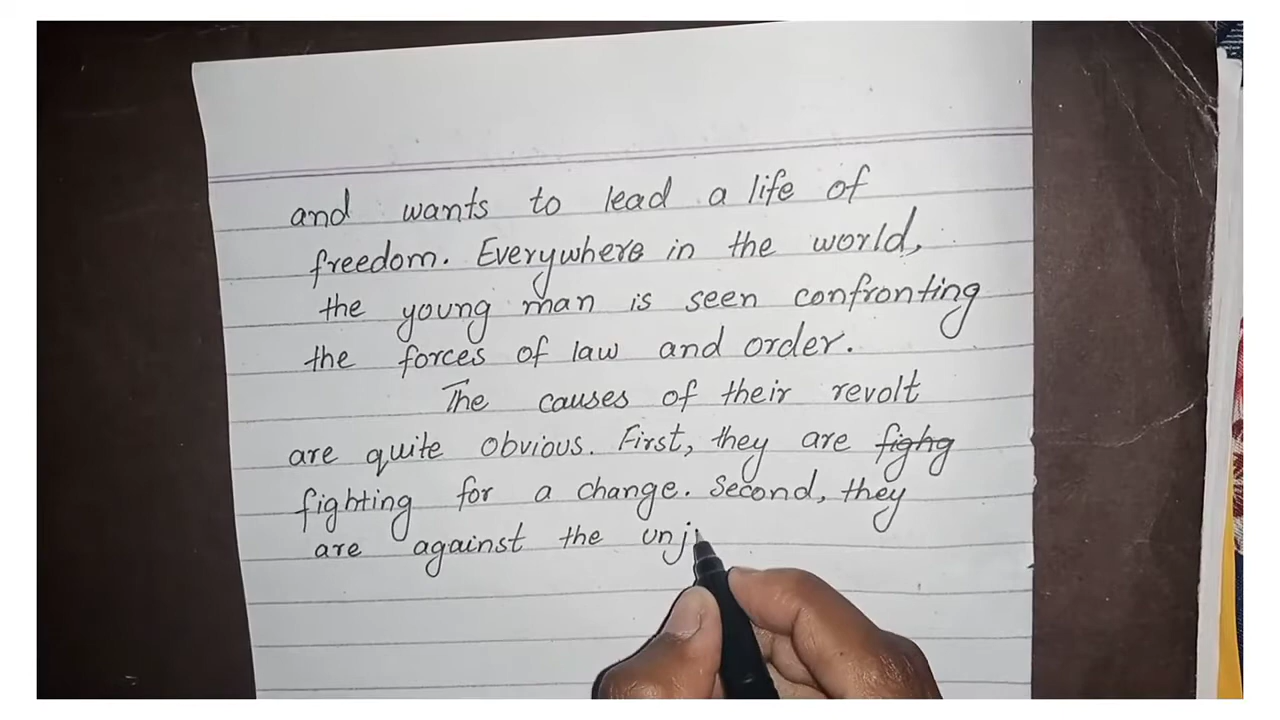 and wants to lead a life of
freedom. Everywhere in the world,
the young man is seen confronting
the forces of law and order.
The causes of their revolt
are quite obvious. First, they are fighg
fighting for a change. Second, they
are against the unj